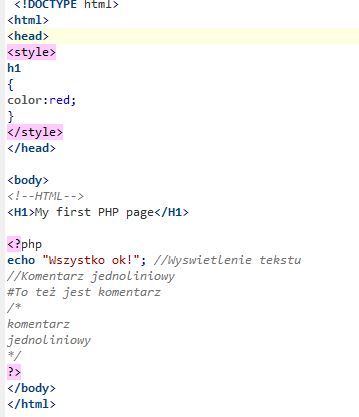 <!DOCTYPE html>
<html>
<head>
<style>
h1
{
color:red;
}
</style>
</head>
<body>
<!--HTML-->
<H1>My first PHP page</H1>
<?php
echo "Wszystko ok!"; //Wyswietlenie tekstu
//Komentarz jednoliniowy
#To też jest komentarz
/*
komentarz
jednoliniowy
*/
?>
</body>
</html>